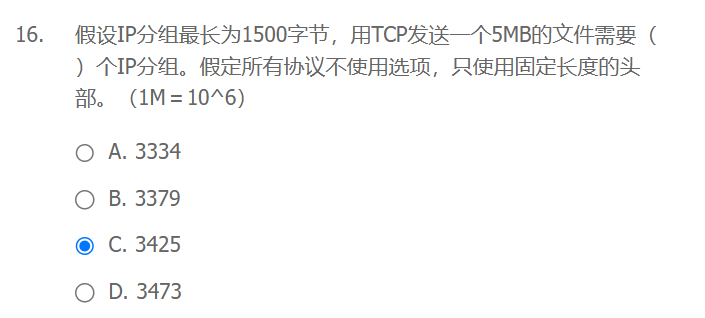 16. 假设IP分组最长为1500字节，用TCP发送一个5MB的文件需要（
）个IP分组。假定所有协议不使用选项，只使用固定长度的头
部。（1M = 10^6）
A. 3334
B. 3379
C. 3425
D. 3473